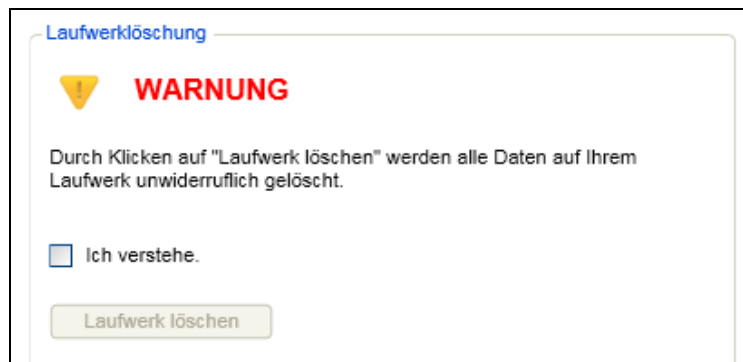 Laufwerklöschung
WARNUNG
Durch Klicken auf "Laufwerk löschen" werden alle Daten auf Ihrem
Laufwerk unwiderruflich gelöscht.
Ich verstehe.
Laufwerk löschen